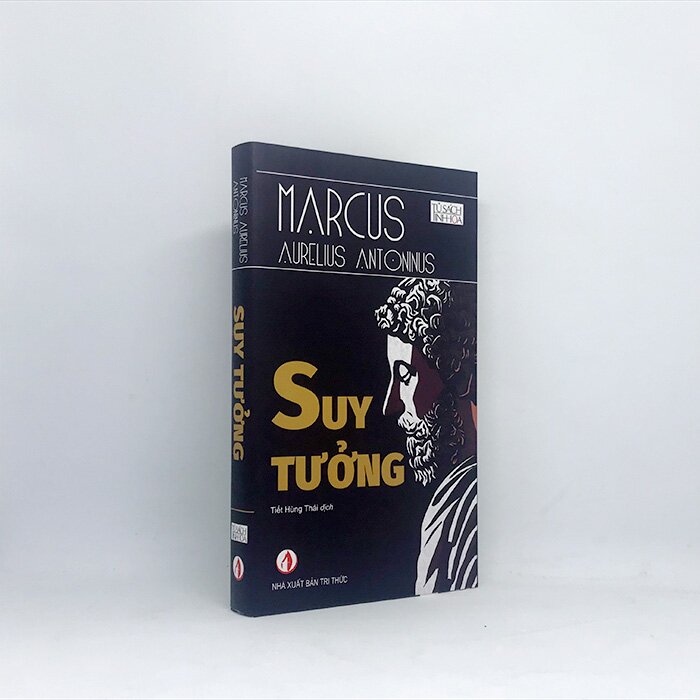 MARCUS
AURELIUS ANTONINUS
TỦ SÁCH
TINH HOA
SUY
TƯỞNG
Tiết Hùng Thái dịch
NHÀ XUẤT BẢN TRI THỨC
MARCUS AURELIUS
ANTONINUS
SUY TƯỞNG
TỦ SÁCH
TINH HOA